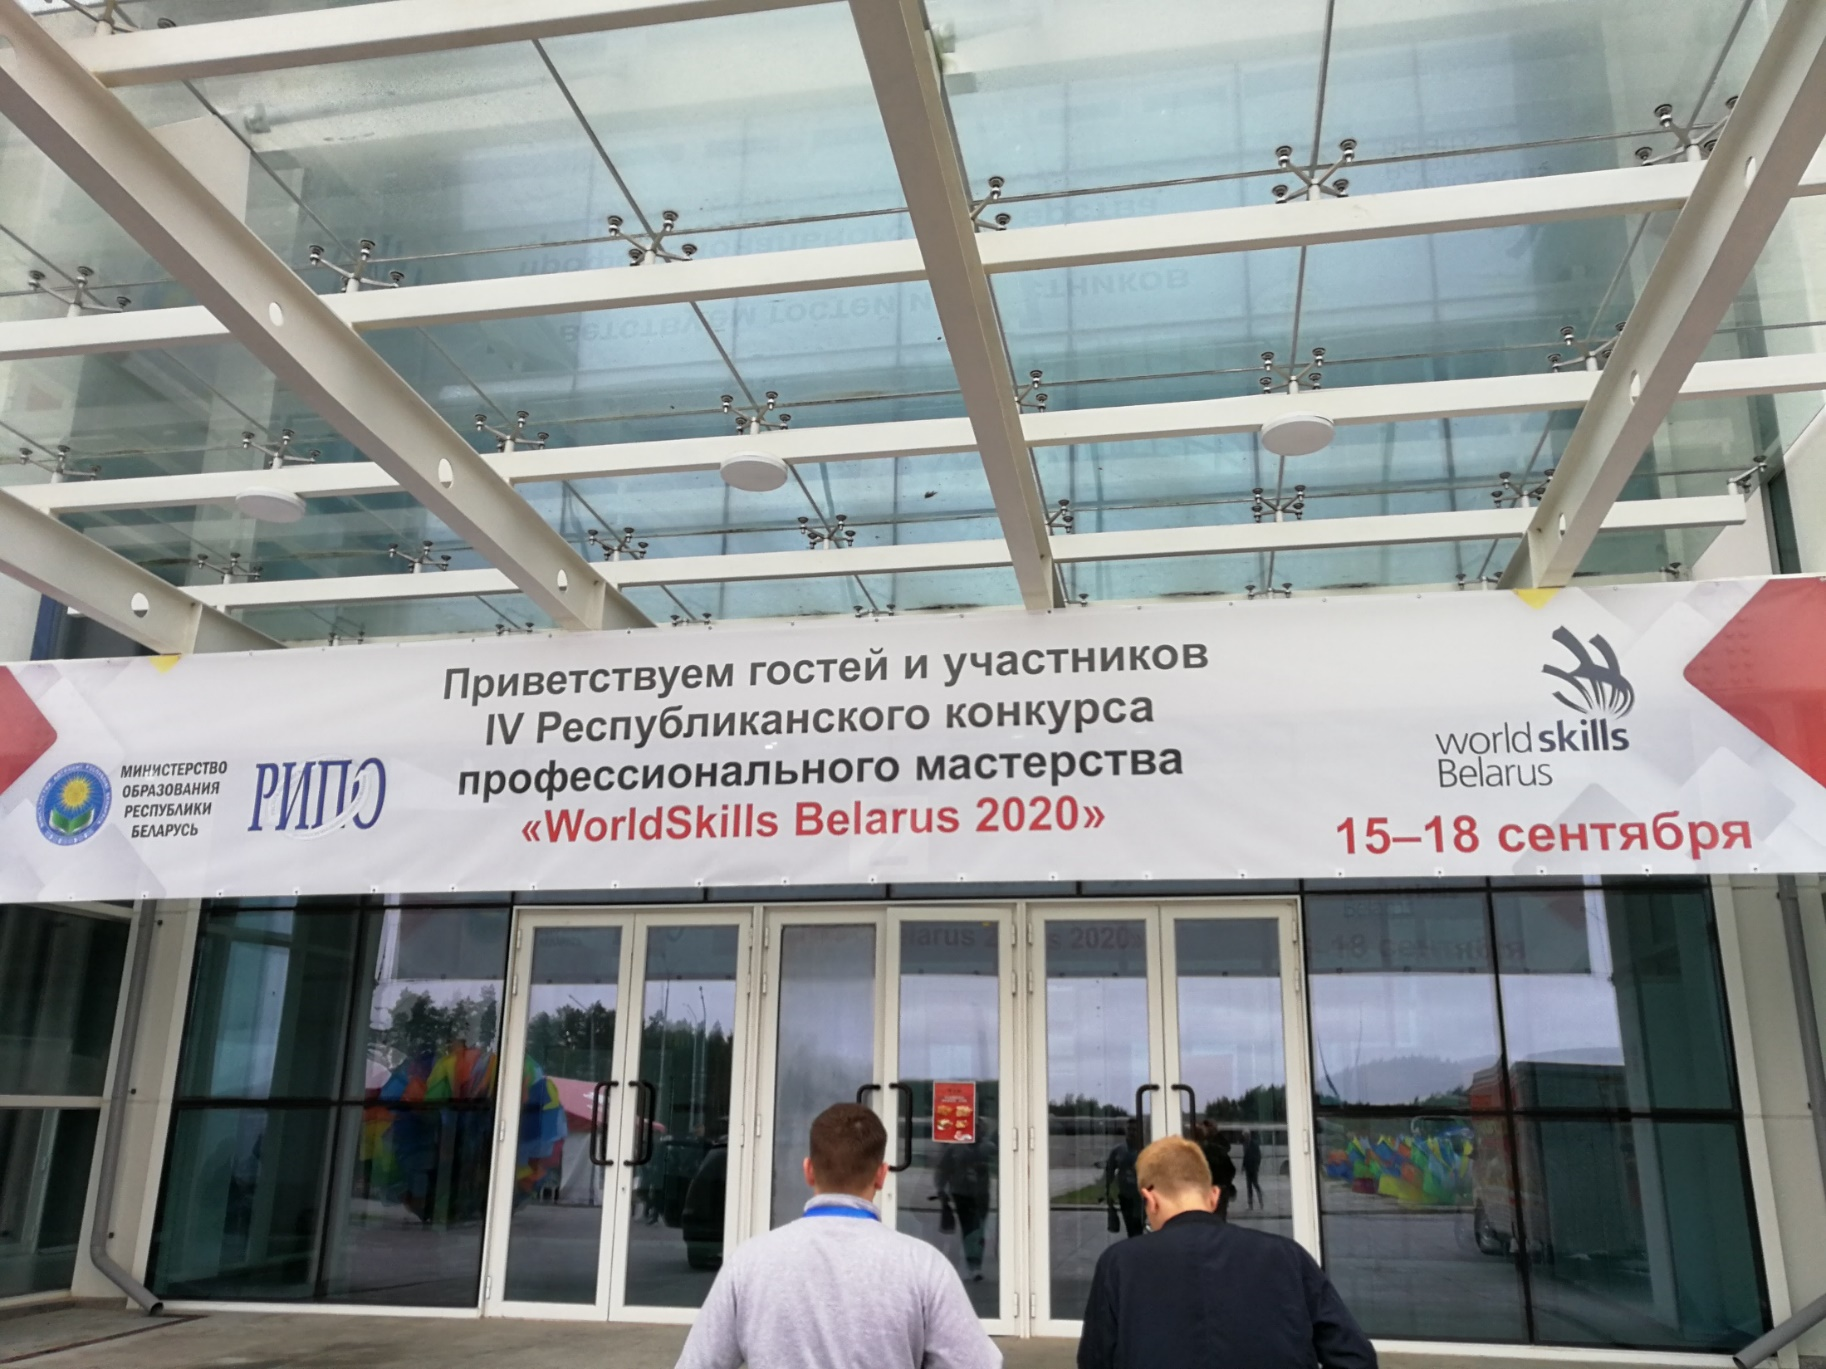 Приветствуем гостей и участников
IV Республиканского конкурса
профессионального мастерства
«WorldSkills Belarus 2020»
МИНИСТЕРСТВО
ОБРАЗОВАНИЯ
РЕСПУБЛИКИ
БЕЛАРУСЬ
РИПО
world skills
Belarus
15–18 сентября